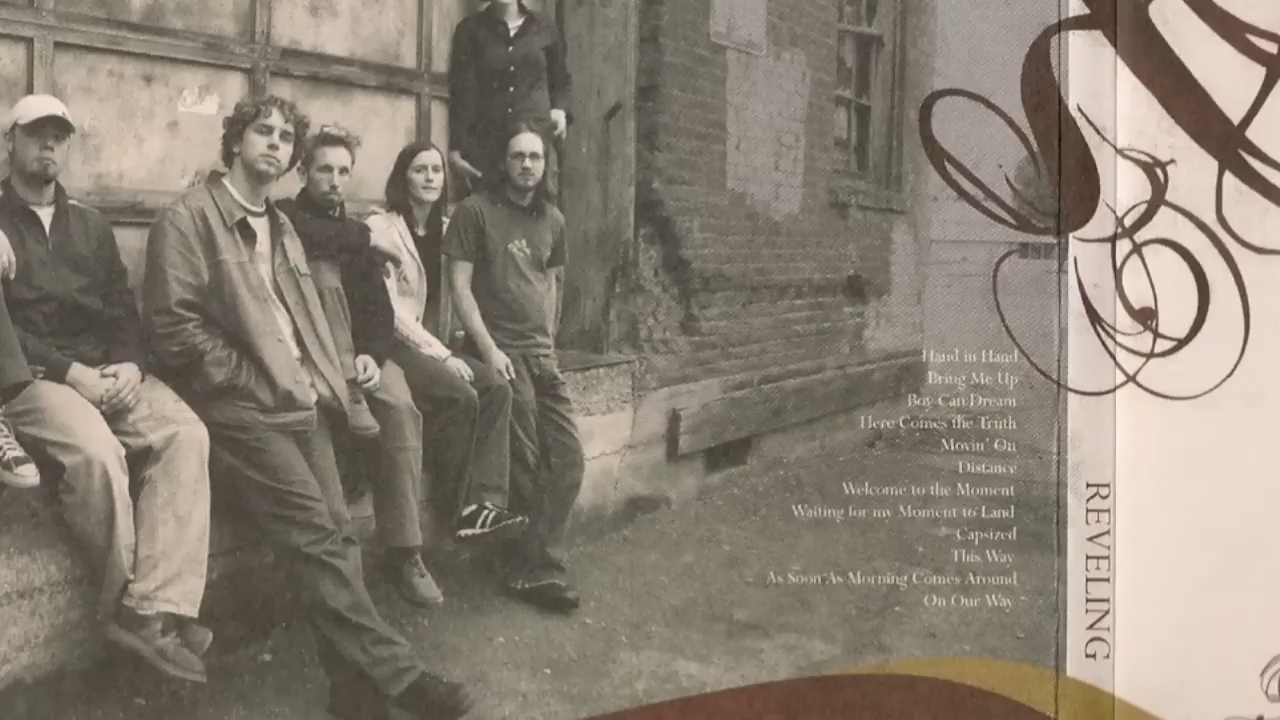 Hand in Hand
Bring Me Up
Boy Can Dream
Here Comes the Truth
Movin' On
Distance
Welcome to the Moment
Waiting for my Moment to Land
Capsized
This Way
As Soon As Morning Comes Around
On Our Way
REVELING